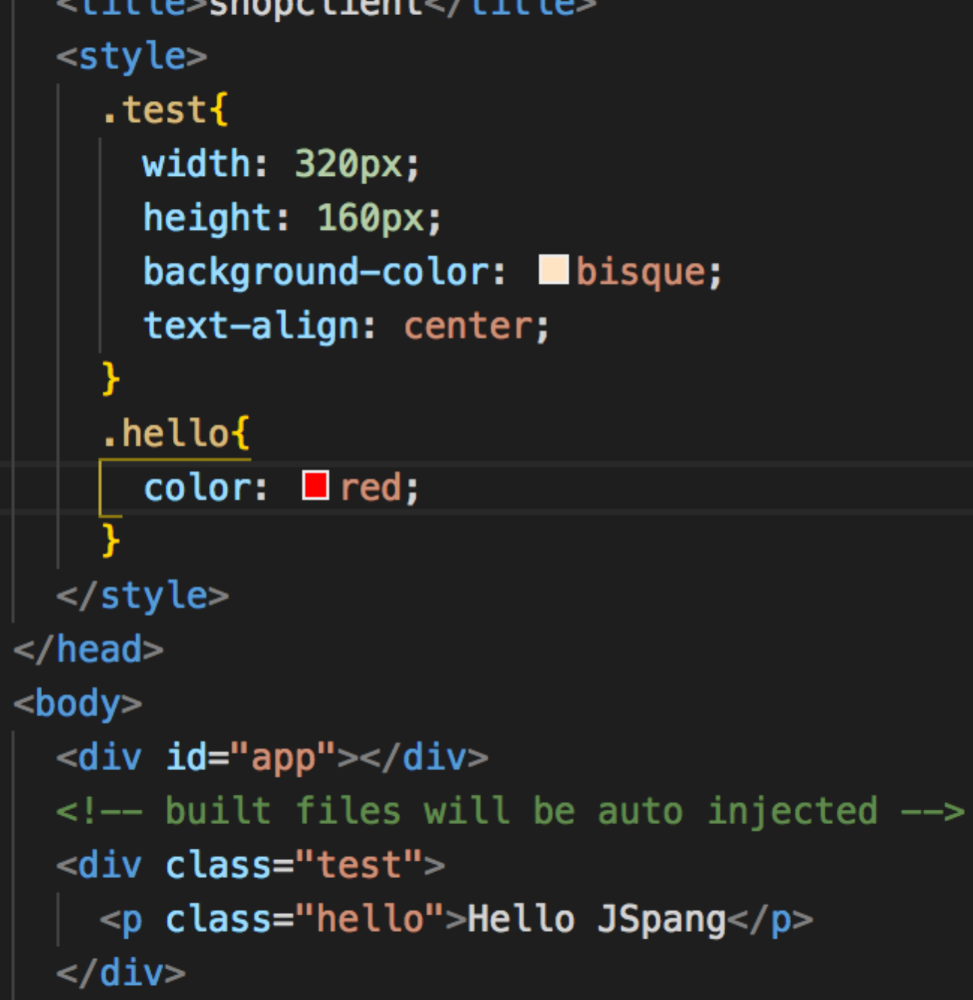 <title>shopclient</title>
<style>
.test{
width: 320px;
height: 160px;
background-color: bisque;
text-align: center;
}
.hello{
color: red;
}
</style>
</head>
<body>
<div id="app"></div>
<!-- built files will be auto injected -->
<div class="test">
<p class="hello">Hello JSpang</p>
</div>